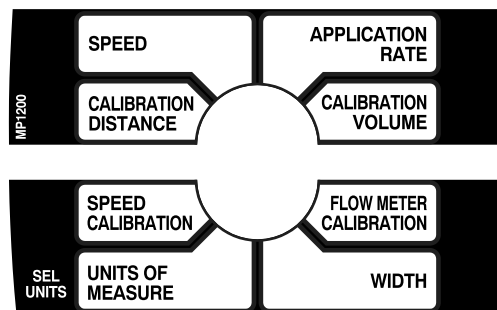 SPEED
APPLICATION
RATE
MP1200
CALIBRATION
DISTANCE
CALIBRATION
VOLUME
SPEED
CALIBRATION
FLOW METER
CALIBRATION
SEL
UNITS
UNITS OF
MEASURE
WIDTH